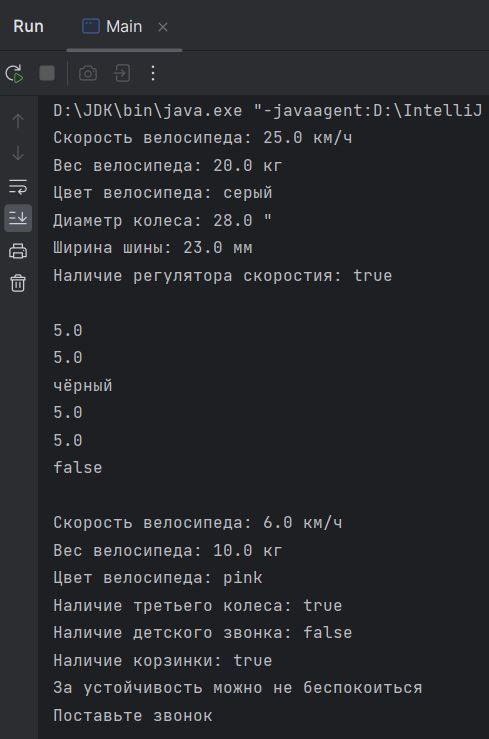 Run Main
D:\JDK\bin\java.exe "-javaagent:D:\IntelliJ
Скорость велосипеда: 25.0 км/ч
Вес велосипеда: 20.0 кг
Цвет велосипеда: серый
Диаметр колеса: 28.0 "
Ширина шины: 23.0 мм
Наличие регулятора скоростия: true
5.0
5.0
чёрный
5.0
5.0
false
Скорость велосипеда: 6.0 км/ч
Вес велосипеда: 10.0 кг
Цвет велосипеда: pink
Наличие третьего колеса: true
Наличие детского звонка: false
Наличие корзинки: true
За устойчивость можно не беспокоиться
Поставьте звонок